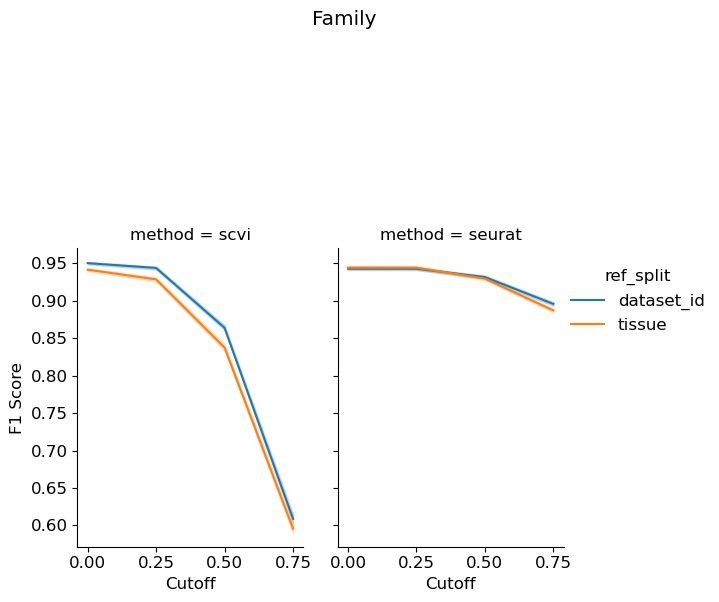 Family
method = scvi
method = seurat
F1 Score
0.95
0.90
0.85
0.80
0.75
0.70
0.65
0.60
0.00 0.25 0.50 0.75
Cutoff
0.00 0.25 0.50 0.75
Cutoff
ref_split
dataset_id
tissue